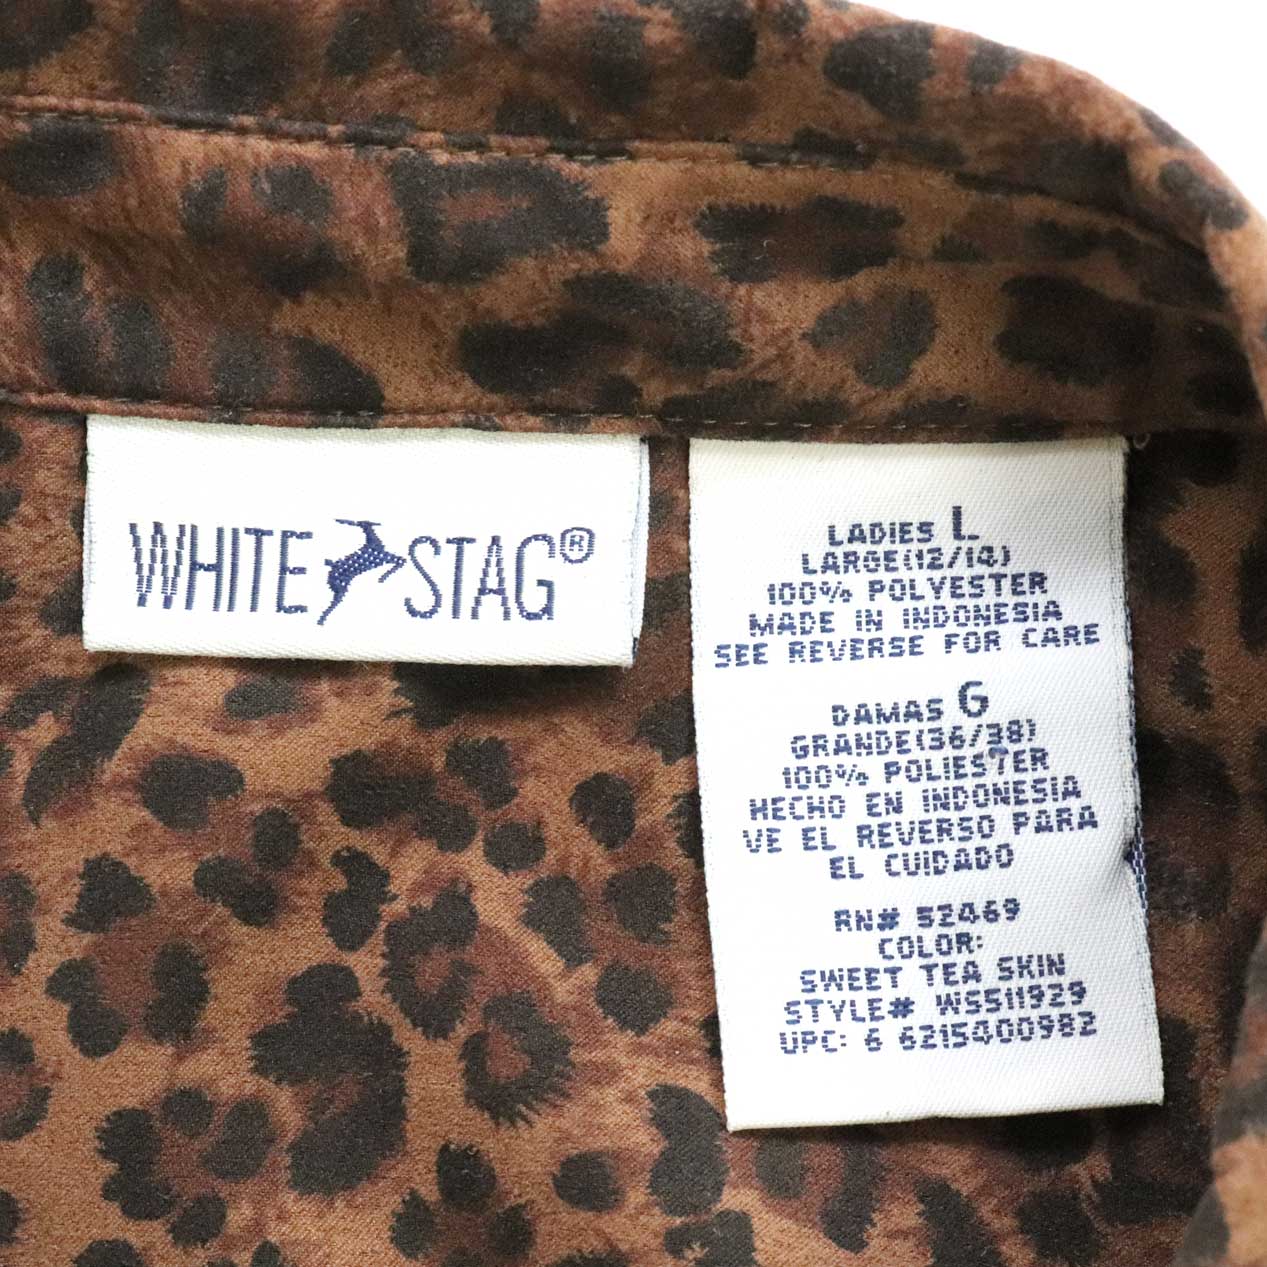 WHITE STAG®
LADIES L
LARGE(12/14)
100% POLYESTER
MADE IN INDONESIA
SEE REVERSE FOR CARE
DAMAS G
GRANDE(36/38)
100% POLIESTER
HECHO EN INDONESIA
VE EL REVERSO PARA
EL CUIDADO
RN# 52469
COLOR:
SWEET TEA SKIN
STYLE# WS511929
UPC: 6 6215400982